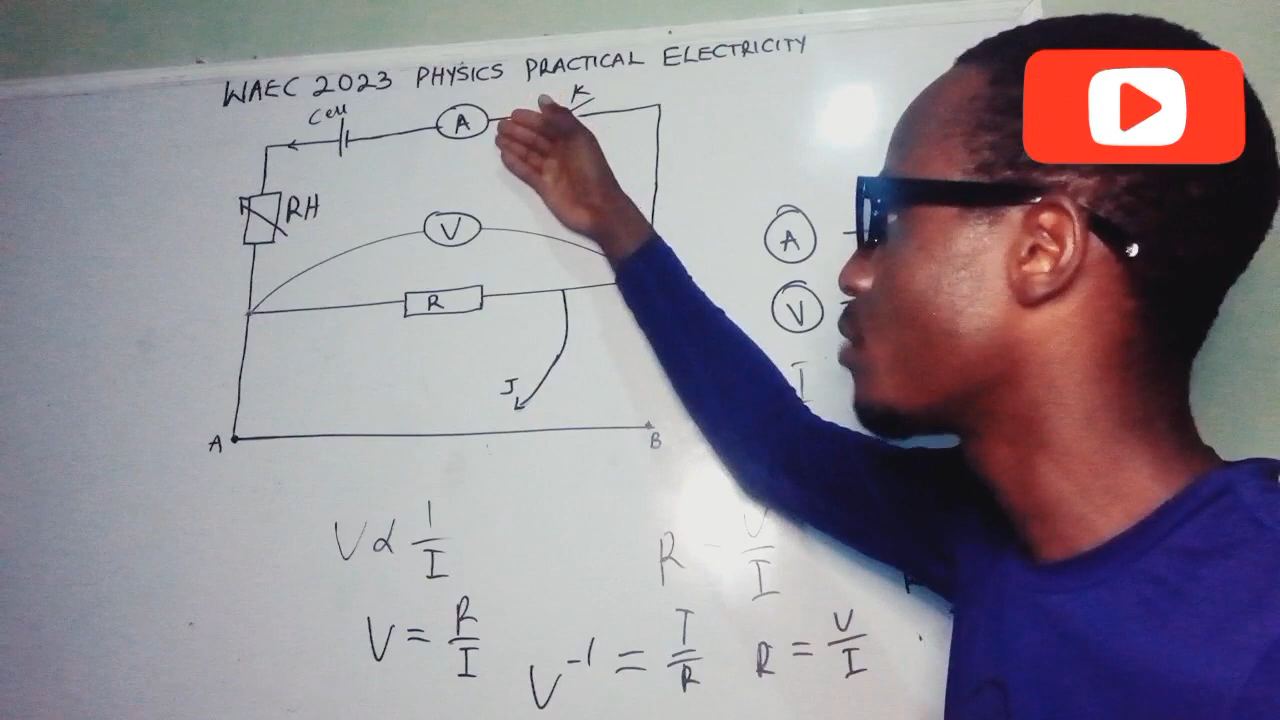 WAEC 2023 PHYSICS PRACTICAL ELECTRICITY
Cell
A
K
RH
V
R
J
A
B
A
V
I
V ∝ 1/I
R = V/I
V = R/I
V⁻¹ = I/R
R = V/I